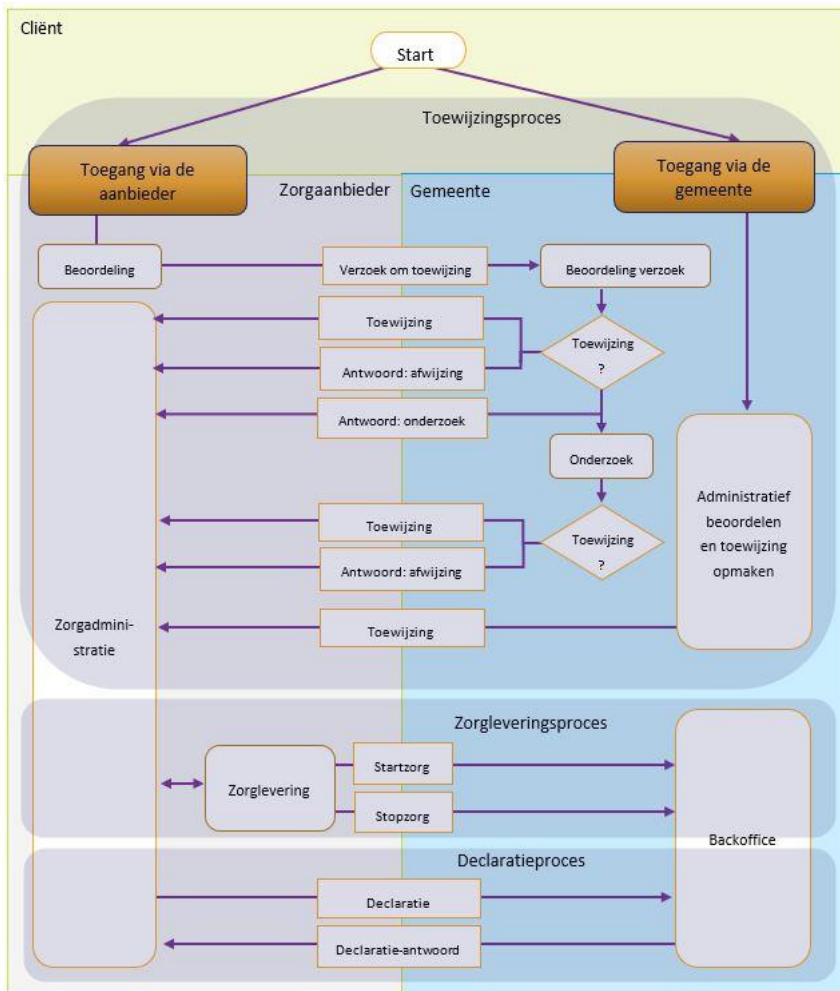 Cliënt
Start
Toewijzingsproces
Toegang via de
aanbieder
Toegang via de
gemeente
Zorgaanbieder
Gemeente
Beoordeling
Verzoek om toewijzing
Beoordeling verzoek
Toewijzing
Toewijzing
?
Antwoord: afwijzing
Antwoord: onderzoek
Onderzoek
Administratief
beoordelen
en toewijzing
opmaken
Toewijzing
Toewijzing
?
Antwoord: afwijzing
Zorgadmini-
stratie
Toewijzing
Zorgleveringsproces
Zorglevering
Startzorg
Stopzorg
Backoffice
Declaratieproces
Declaratie
Declaratie-antwoord